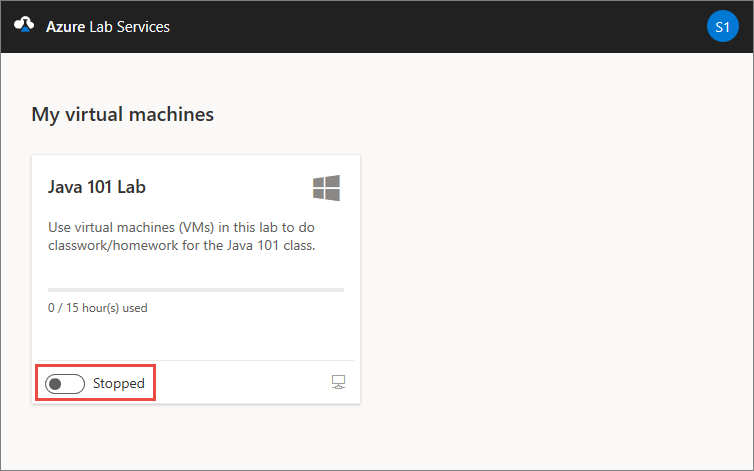 Azure Lab Services
S1
My virtual machines
Java 101 Lab
Use virtual machines (VMs) in this lab to do
classwork/homework for the Java 101 class.
0 / 15 hour(s) used
Stopped